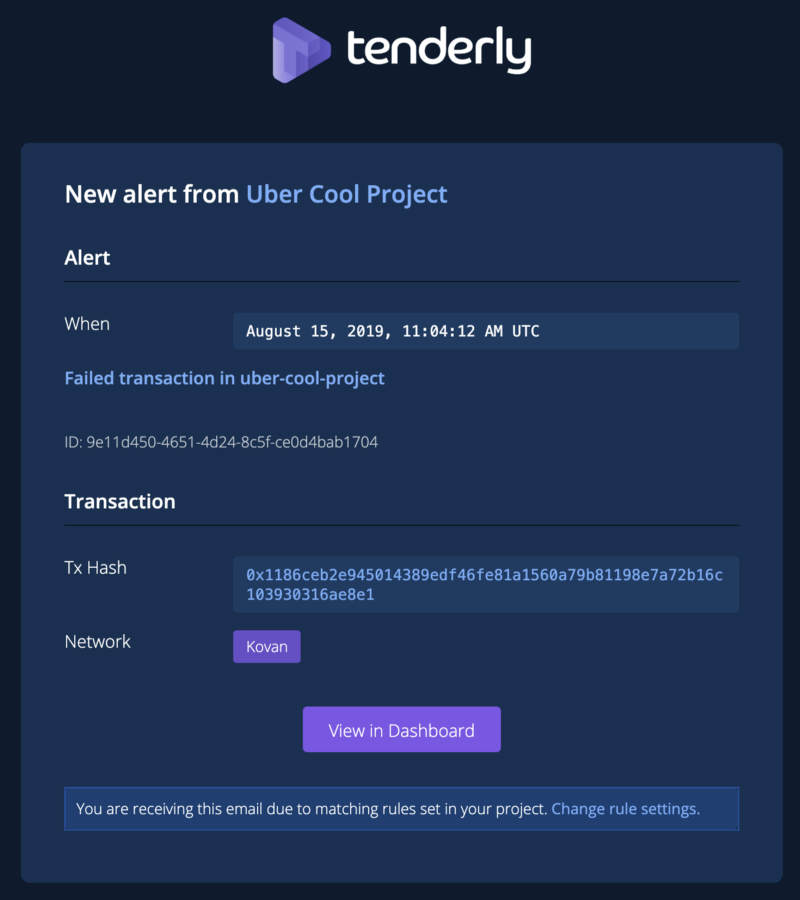 tenderly
New alert from Uber Cool Project
Alert
When
August 15, 2019, 11:04:12 AM UTC
Failed transaction in uber-cool-project
ID: 9e11d450-4651-4d24-8c5f-ce0d4bab1704
Transaction
Tx Hash
0x1186ceb2e945014389edf46fe81a1560a79b81198e7a72b16c
103930316ae8e1
Network
Kovan
View in Dashboard
You are receiving this email due to matching rules set in your project. Change rule settings.